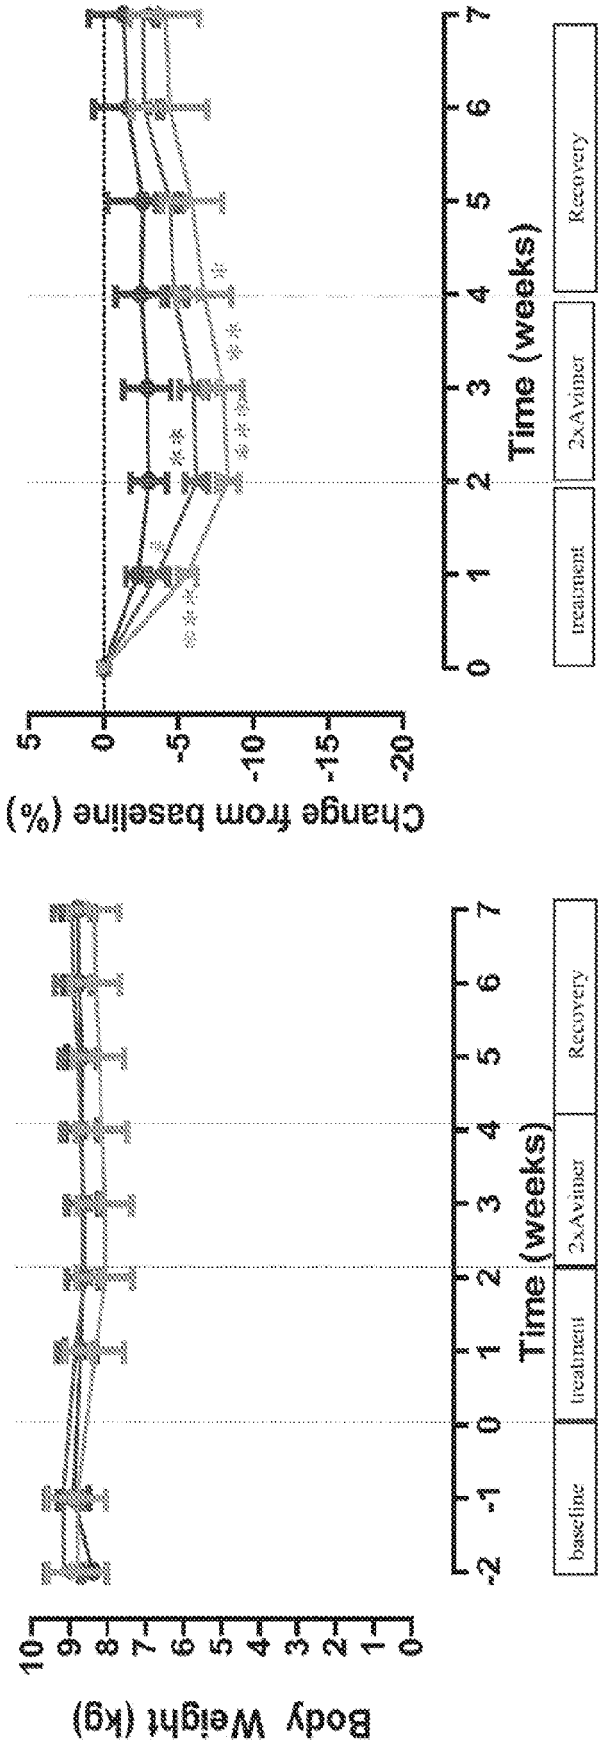 Body Weight (kg)
10
9
8
7
6
5
4
3
2
1
0
-2 -1 0 1 2 3 4 5 6 7
Time (weeks)
baseline treatment 2xAvimer Recovery
Change from baseline (%)
5
0
-5
-10
-15
-20
*
**
*** *** ** *
0 1 2 3 4 5 6 7
Time (weeks)
treatment 2xAvimer Recovery